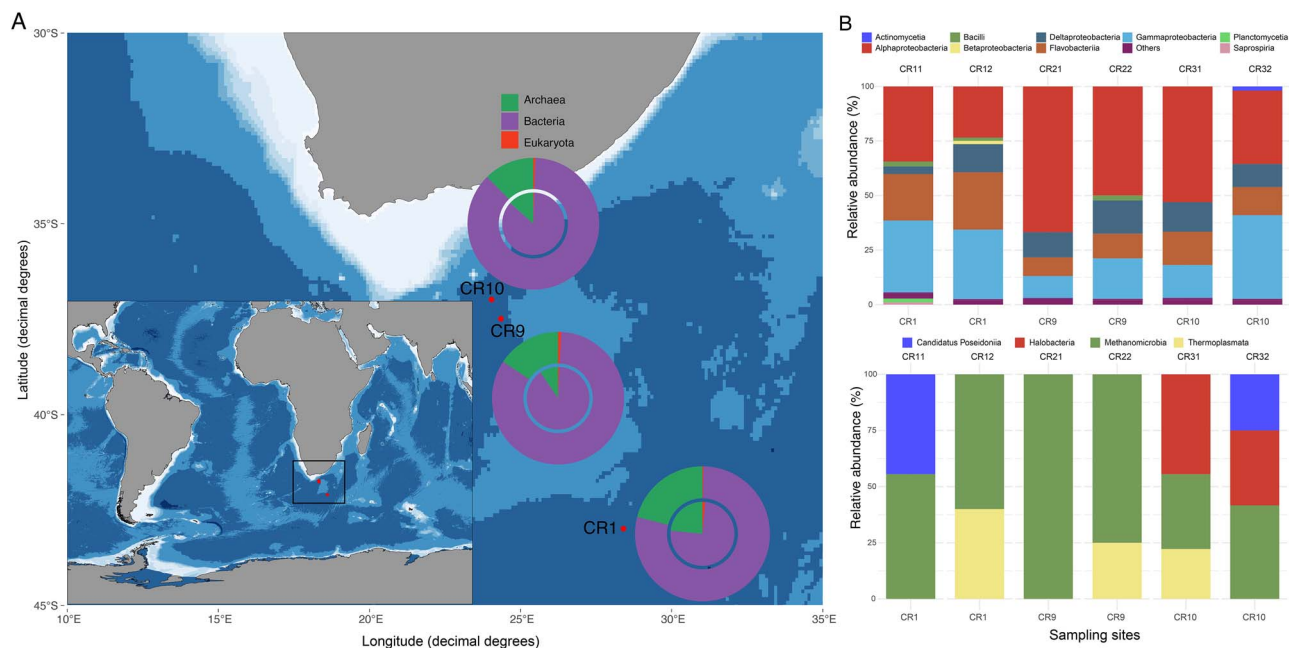 A
30°S
35°S
40°S
45°S
Latitude (decimal degrees)
Archaea
Bacteria
Eukaryota
CR10
CR9
CR1
10°E 15°E 20°E 25°E 30°E 35°E
Longitude (decimal degrees)
B
Actinomycetia Bacilli Deltaproteobacteria Gammaproteobacteria Planctomycetia
Alphaproteobacteria Betaproteobacteria Flavobacteriia Others Saprospiria
CR11 CR12 CR21 CR22 CR31 CR32
Relative abundance (%)
100
75
50
25
0
CR1 CR1 CR9 CR9 CR10 CR10
Candidatus Poseidoniia Halobacteria Methanomicrobia Thermoplasmata
CR11 CR12 CR21 CR22 CR31 CR32
Relative abundance (%)
100
75
50
25
0
CR1 CR1 CR9 CR9 CR10 CR10
Sampling sites